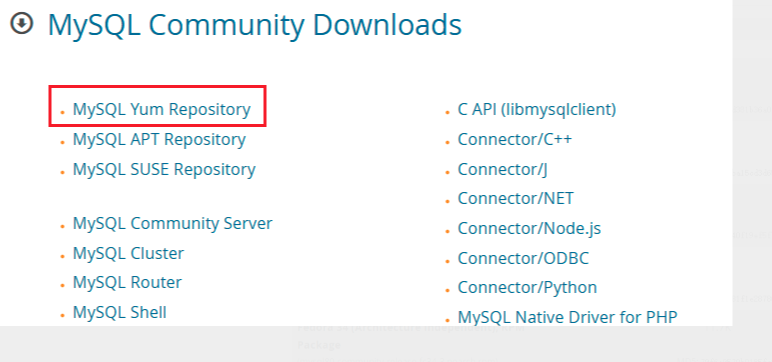 MySQL Community Downloads
MySQL Yum Repository
MySQL APT Repository
MySQL SUSE Repository
MySQL Community Server
MySQL Cluster
MySQL Router
MySQL Shell
C API (libmysqlclient)
Connector/C++
Connector/J
Connector/NET
Connector/Node.js
Connector/ODBC
Connector/Python
MySQL Native Driver for PHP